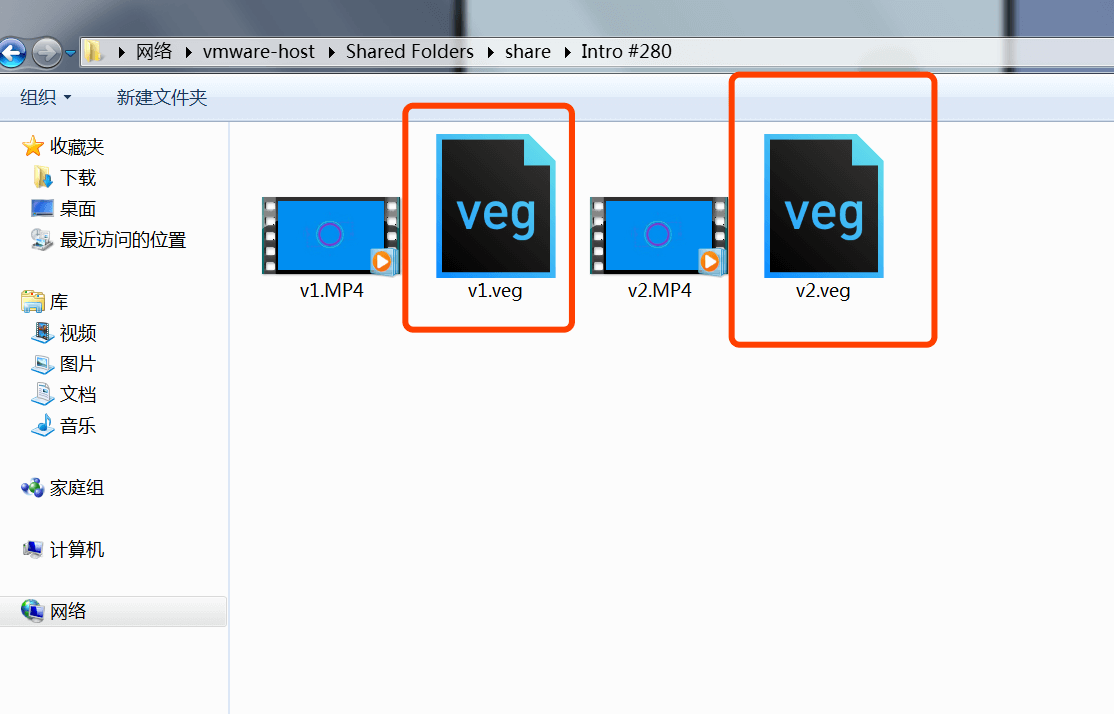 网络 vmware-host Shared Folders share Intro #280
组织 新建文件夹
收藏夹
下载
桌面
最近访问的位置
库
视频
图片
文档
音乐
家庭组
计算机
网络
veg veg
v1.MP4 v1.veg v2.MP4 v2.veg